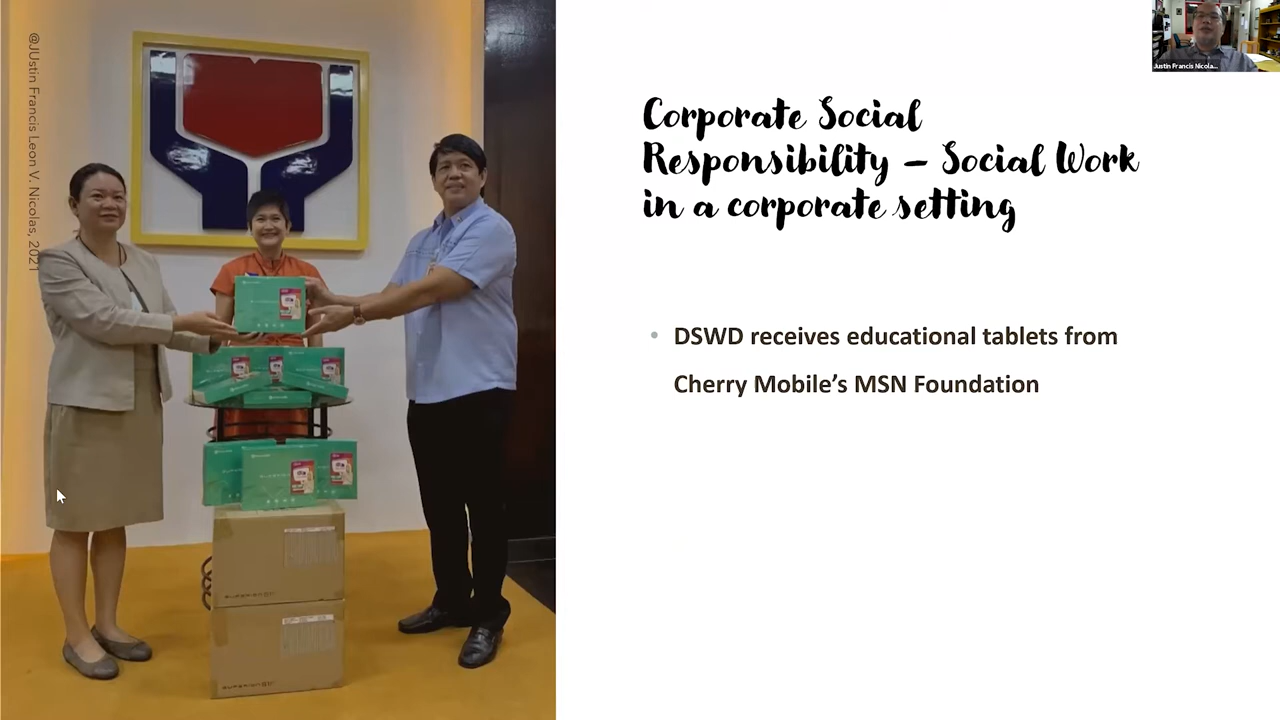 @JUstin Francis Leon V. Nicolas, 2021
Justin Francis Nicola...
Corporate Social
Responsibility – Social Work
in a corporate setting
• DSWD receives educational tablets from
Cherry Mobile’s MSN Foundation